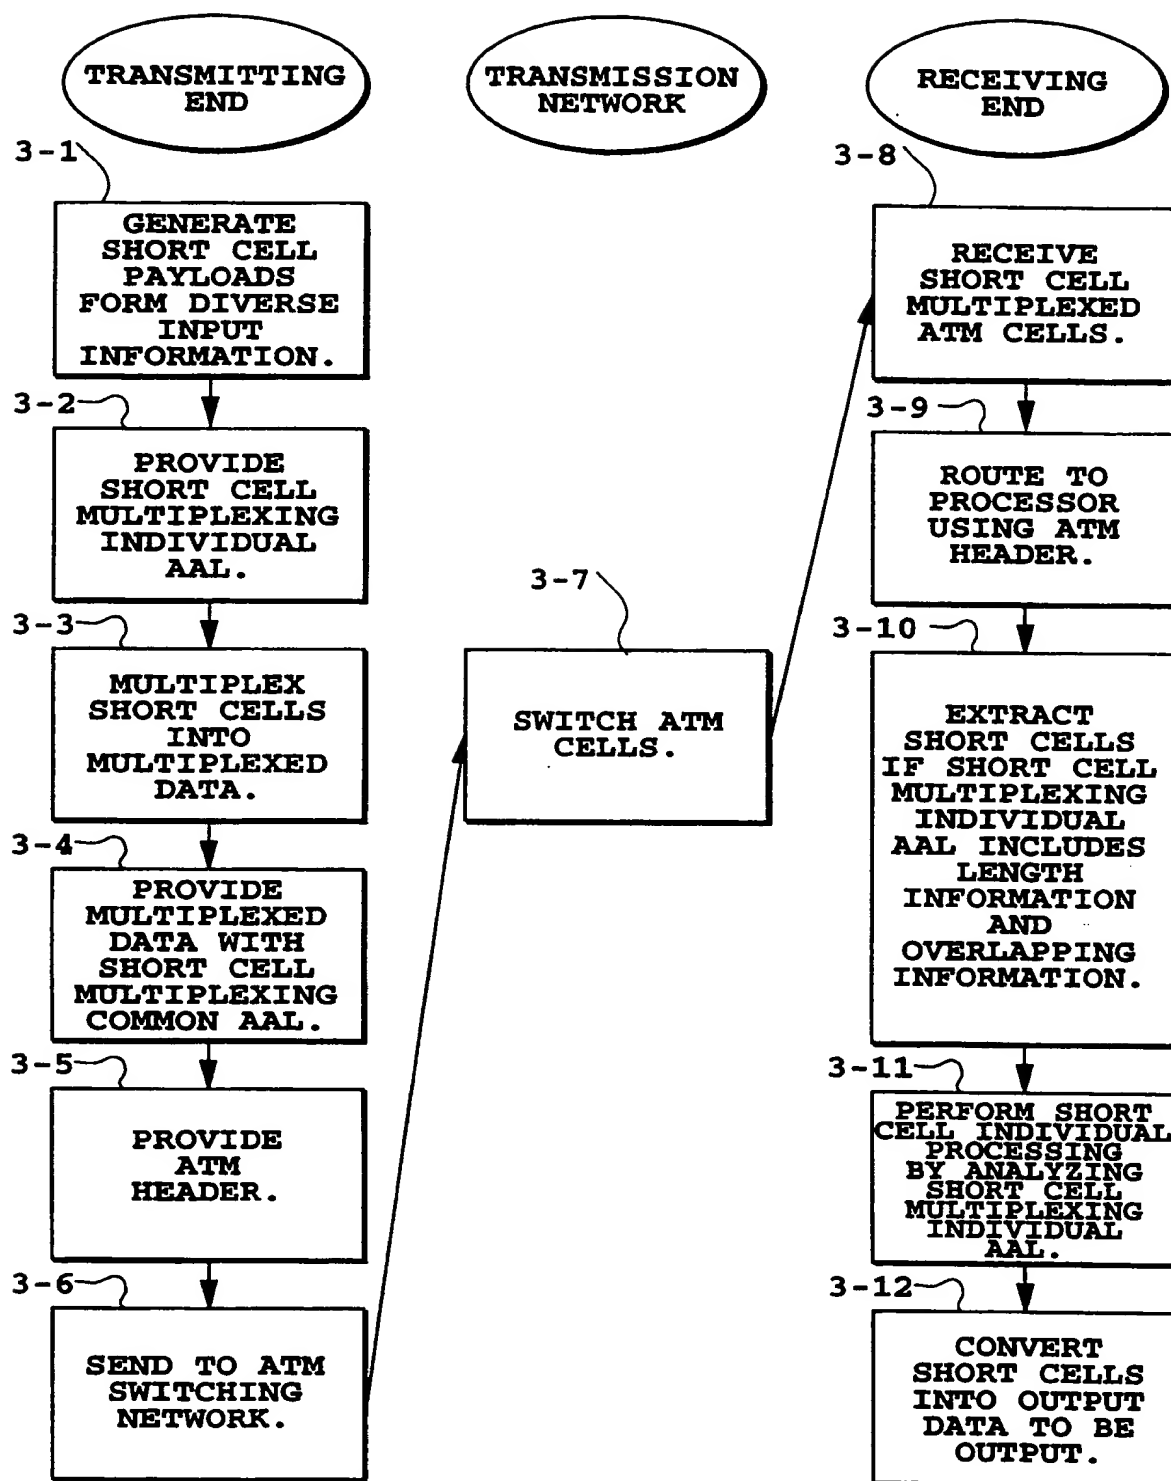 TRANSMITTING
END
3-1
GENERATE
SHORT CELL
PAYLOADS
FORM DIVERSE
INPUT
INFORMATION.
3-2
PROVIDE
SHORT CELL
MULTIPLEXING
INDIVIDUAL
AAL.
3-3
MULTIPLEX
SHORT CELLS
INTO
MULTIPLEXED
DATA.
3-4
PROVIDE
MULTIPLEXED
DATA WITH
SHORT CELL
MULTIPLEXING
COMMON AAL.
3-5
PROVIDE
ATM
HEADER.
3-6
SEND TO ATM
SWITCHING
NETWORK.
TRANSMISSION
NETWORK
3-7
SWITCH ATM
CELLS.
RECEIVING
END
3-8
RECEIVE
SHORT CELL
MULTIPLEXED
ATM CELLS.
3-9
ROUTE TO
PROCESSOR
USING ATM
HEADER.
3-10
EXTRACT
SHORT CELLS
IF SHORT CELL
MULTIPLEXING
INDIVIDUAL
AAL INCLUDES
LENGTH
INFORMATION
AND
OVERLAPPING
INFORMATION.
3-11
PERFORM SHORT
CELL INDIVIDUAL
PROCESSING
BY ANALYZING
SHORT CELL
MULTIPLEXING
INDIVIDUAL
AAL.
3-12
CONVERT
SHORT CELLS
INTO OUTPUT
DATA TO BE
OUTPUT.